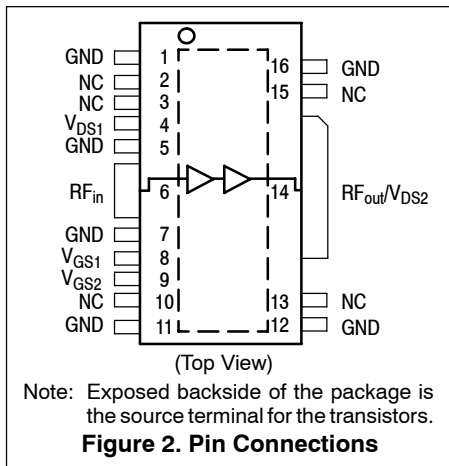 GND 1 16 GND
NC 2 15 NC
NC 3
VDS1 4
GND 5
RFin 6 14 RFout/VDS2
GND 7
VGS1 8
VGS2 9
NC 10 13 NC
GND 11 12 GND
(Top View)
Note: Exposed backside of the package is
the source terminal for the transistors.
Figure 2. Pin Connections